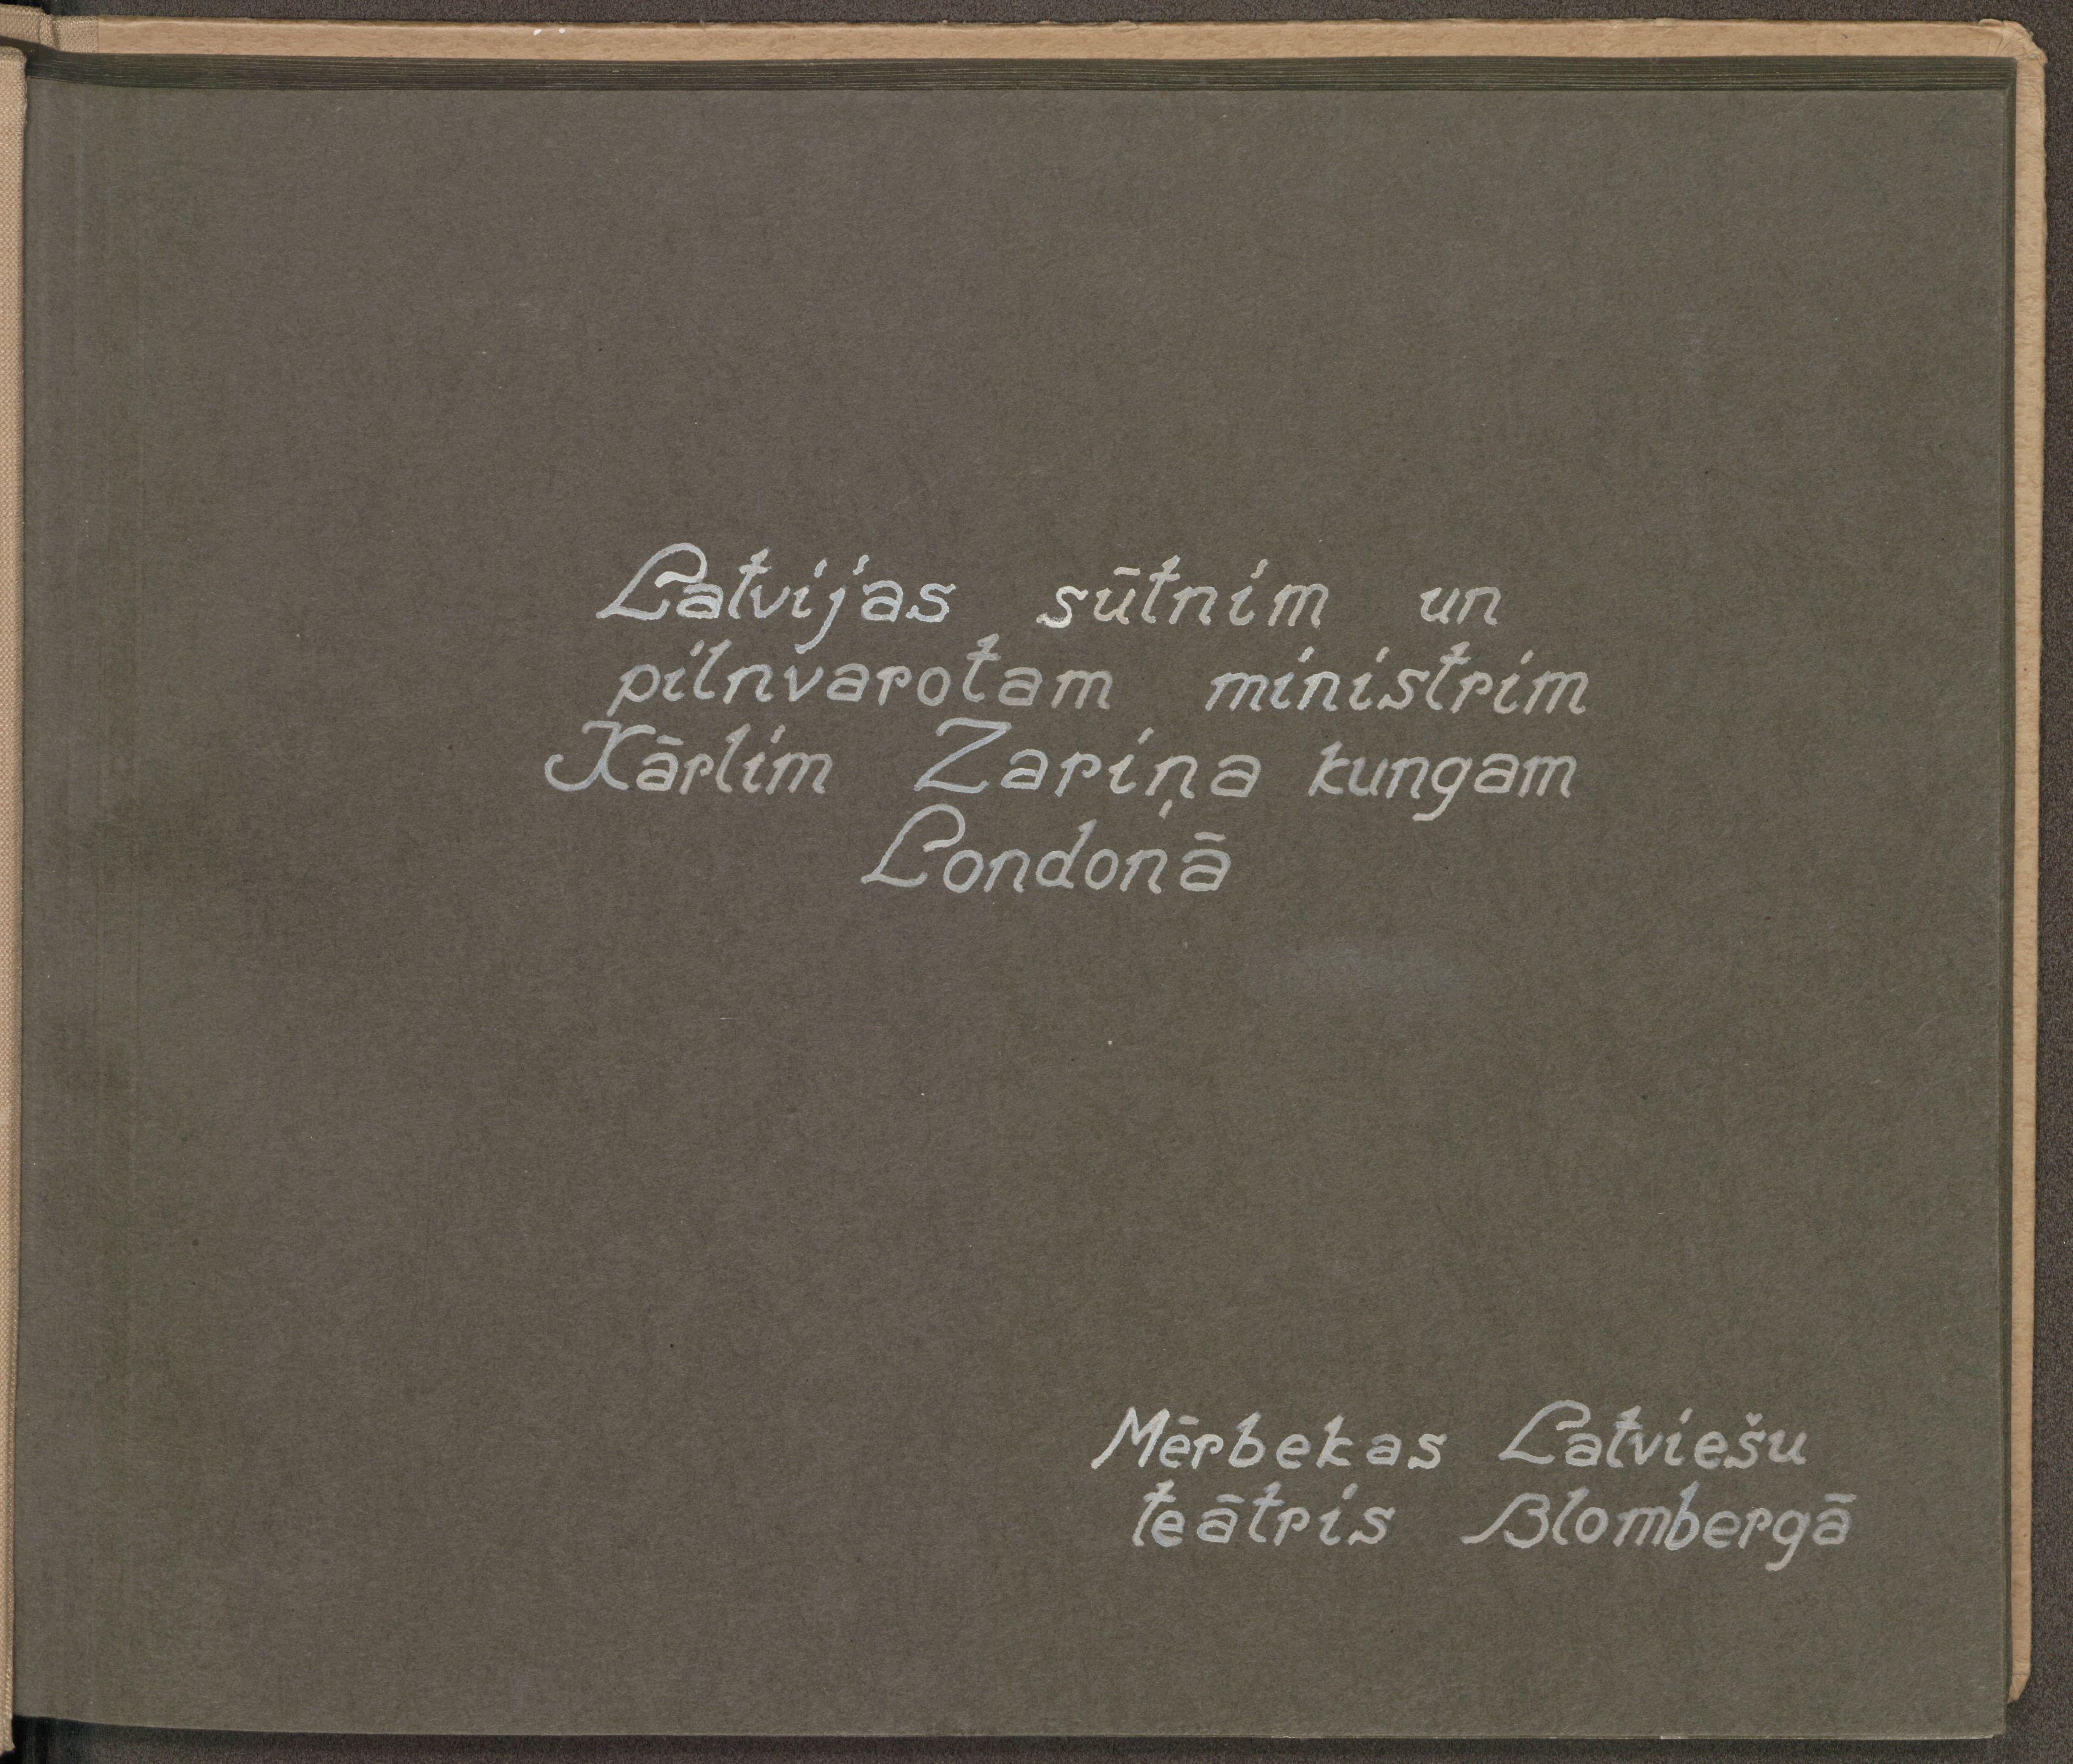 Latvijas sūtnim un
pilnvarotam ministrim
Kārlim Zariņa kungam
Londonā
Mērbekas Latviešu
teātris Blombergā